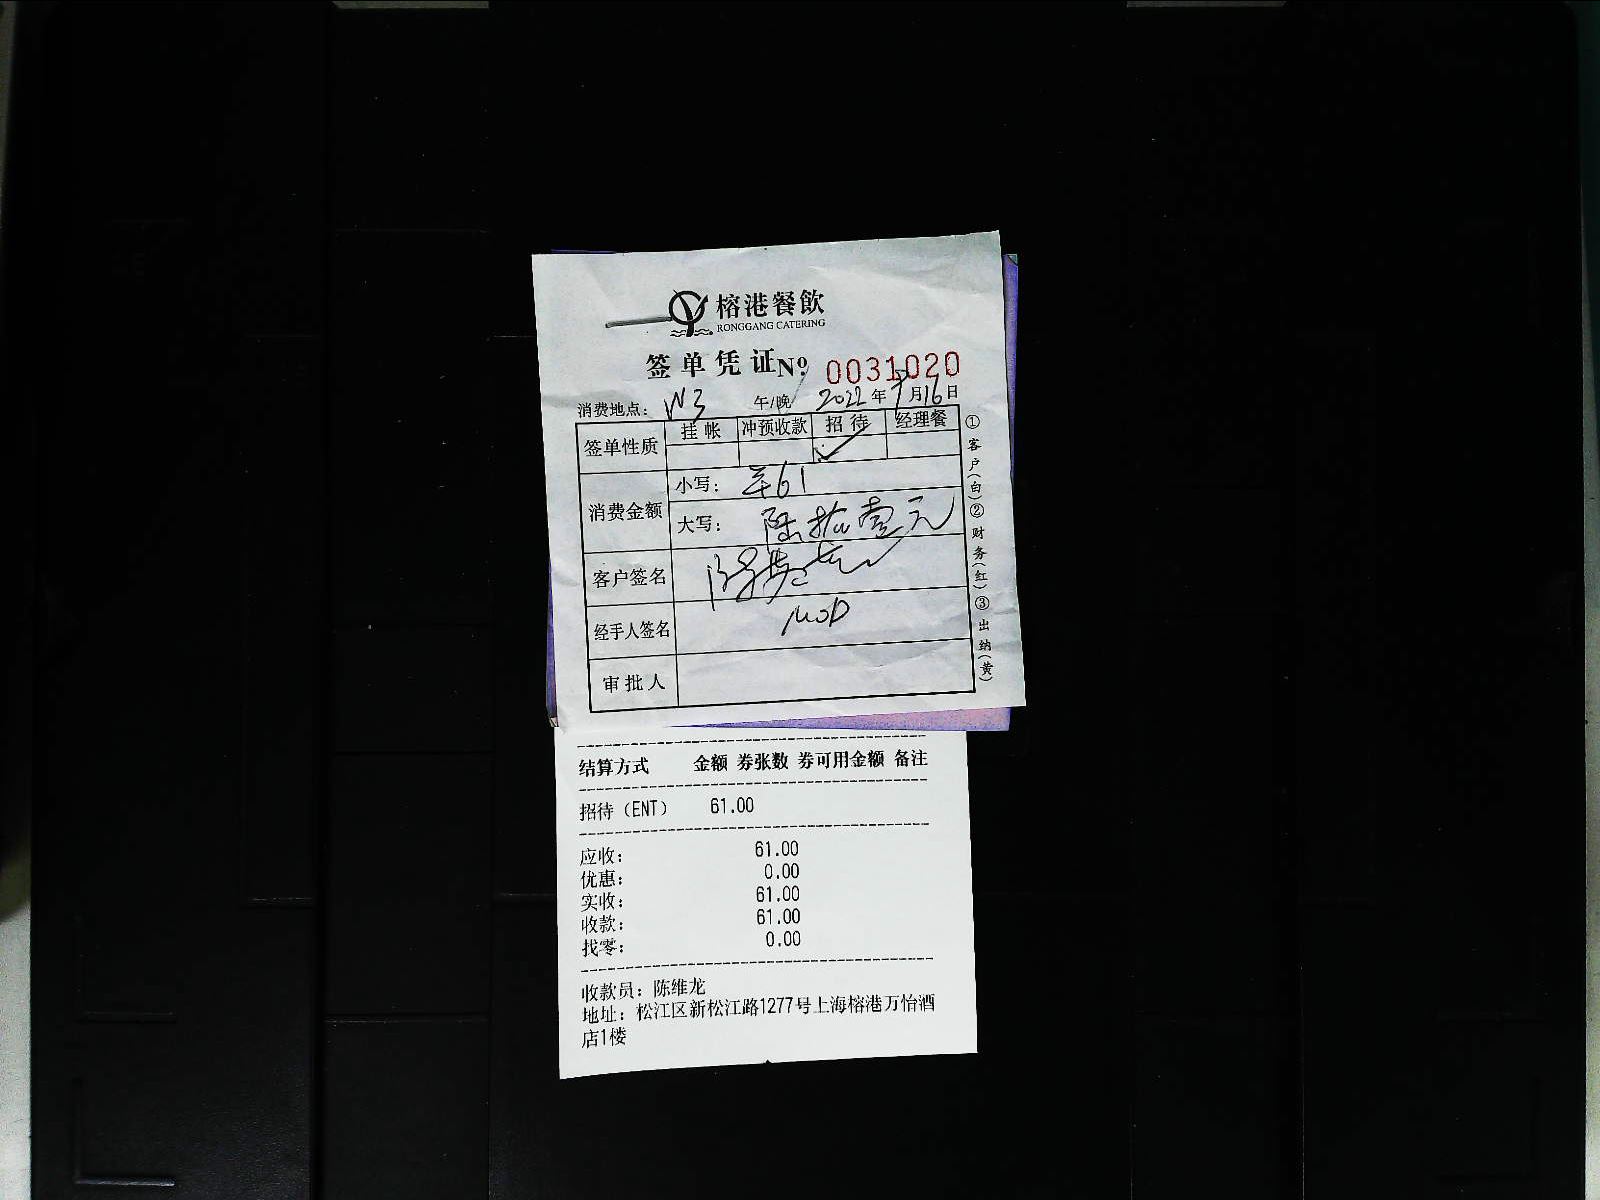 榕港餐飲
RONGGANG CATERING
签单凭证№ 0031020
消费地点: W3 午/晚 2022年9月16日
签单性质 挂帐 冲预收款 招待 经理餐
✓
消费金额 小写: ¥61
大写: 陆拾壹元
客户签名
经手人签名 MOD
审批人
①客户(白)②财务(红)③出纳(黄)
结算方式 金额 券张数 券可用金额 备注
招待(ENT) 61.00
应收: 61.00
优惠: 0.00
实收: 61.00
收款: 61.00
找零: 0.00
收款员: 陈维龙
地址: 松江区新松江路1277号上海榕港万怡酒
店1楼